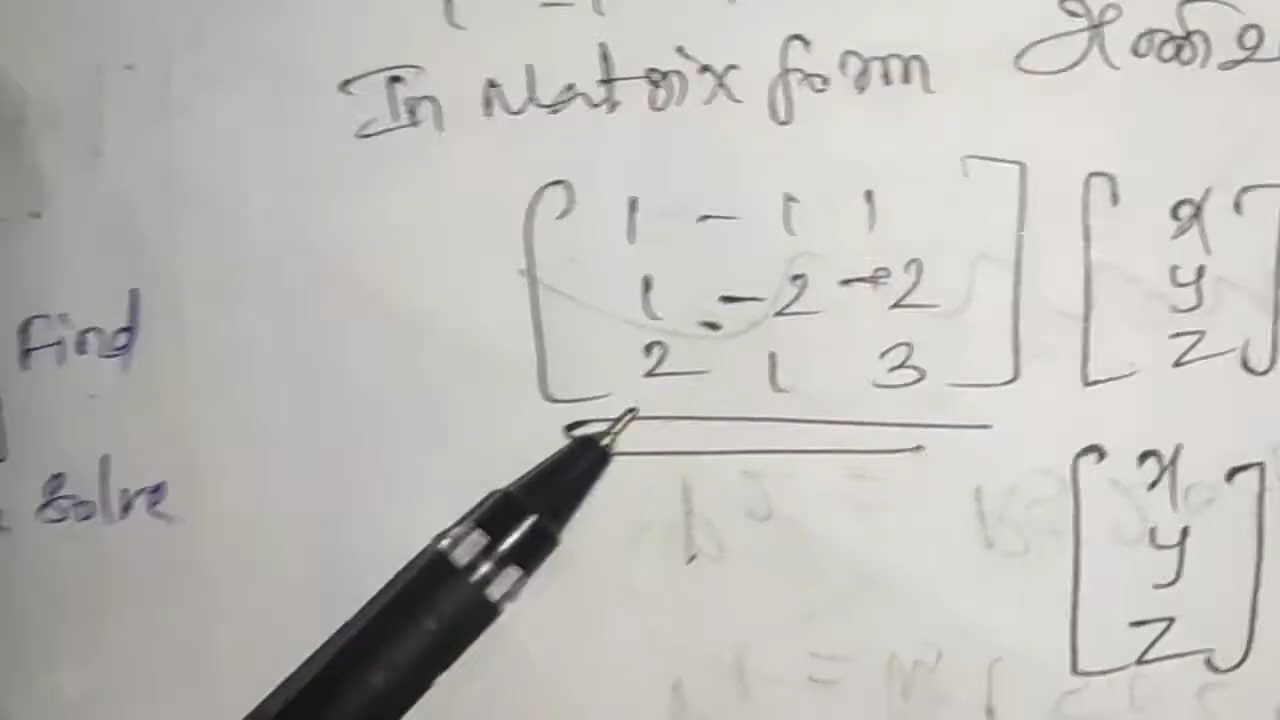 In Matrix form
1 -1 1
1 -2 -2
2 1 3
x
y
z
Find
Solve
x
y
z